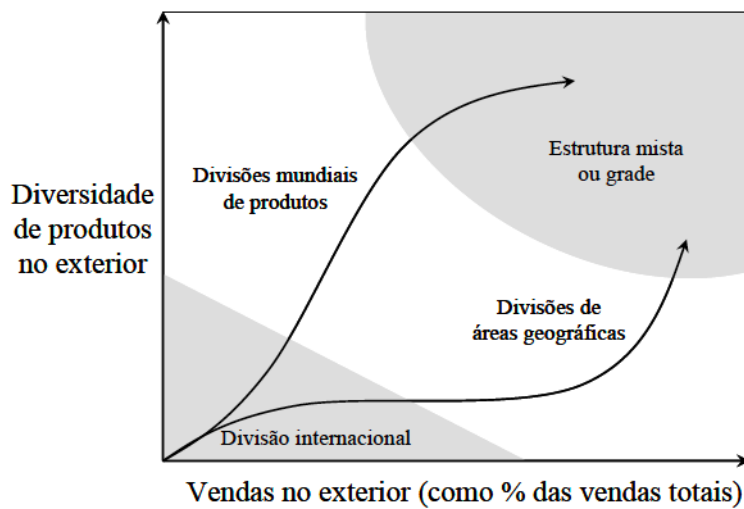 Estrutura mista
ou grade
Divisões mundiais
de produtos
Diversidade
de produtos
no exterior
Divisões de
áreas geográficas
Divisão internacional
Vendas no exterior (como % das vendas totais)